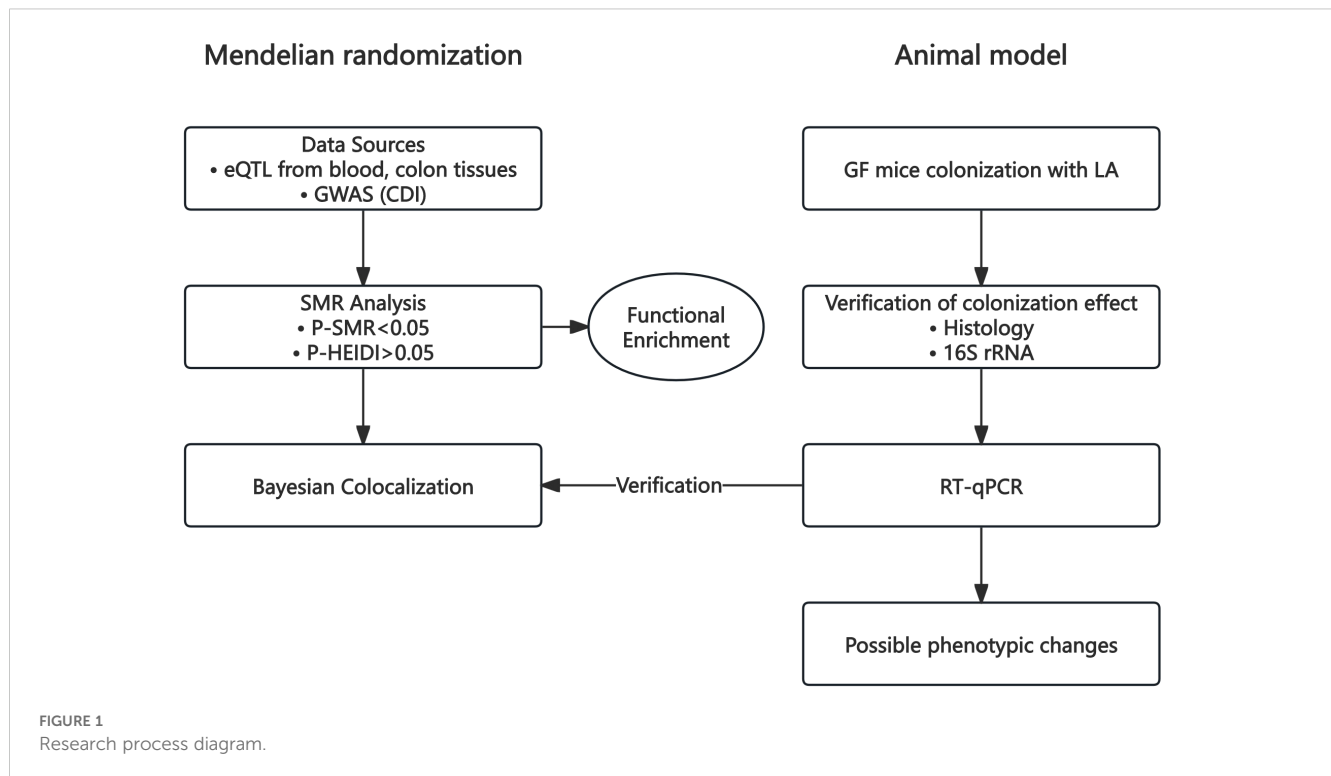 Mendelian randomization
Data Sources
• eQTL from blood, colon tissues
• GWAS (CDI)
SMR Analysis
• P-SMR<0.05
• P-HEIDI>0.05
Functional
Enrichment
Bayesian Colocalization
Verification
Animal model
GF mice colonization with LA
Verification of colonization effect
• Histology
• 16S rRNA
RT-qPCR
Possible phenotypic changes
FIGURE 1
Research process diagram.